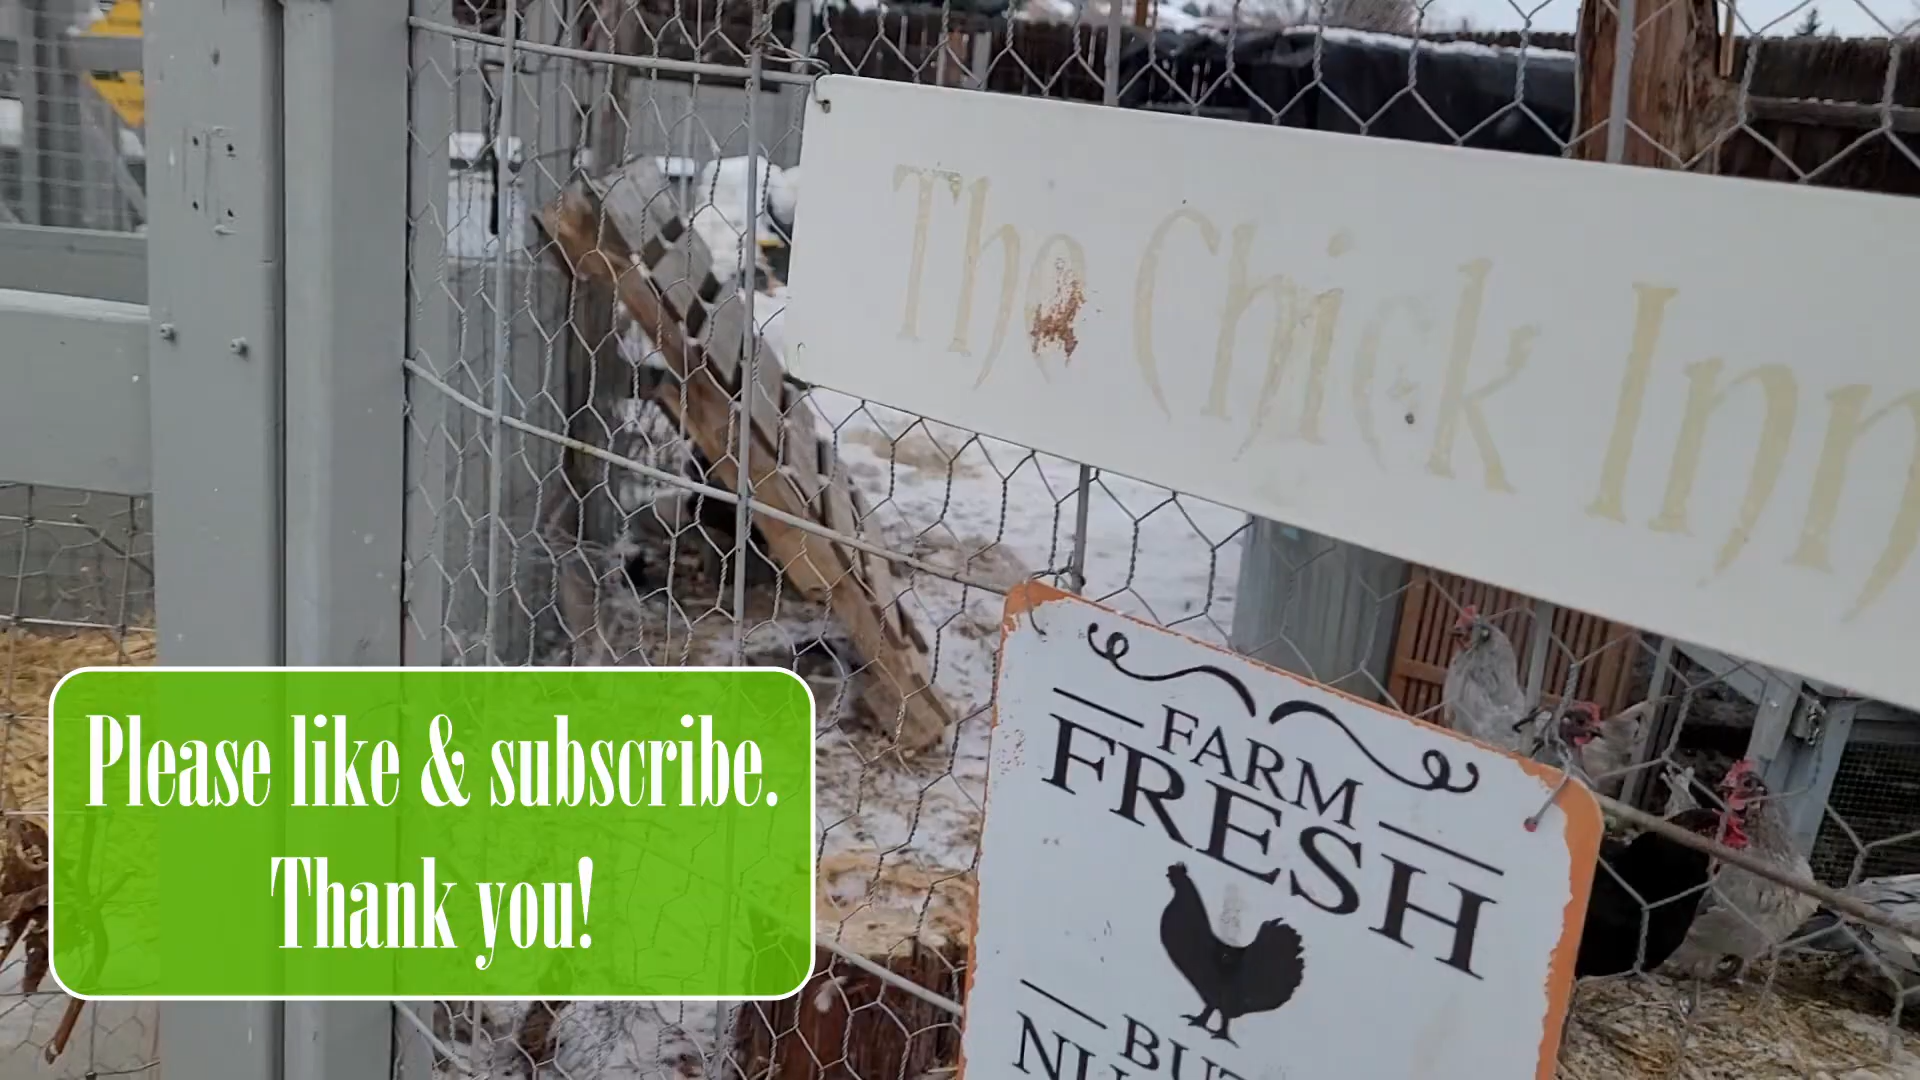 The Chick Inn
FARM
FRESH
Please like & subscribe.
Thank you!